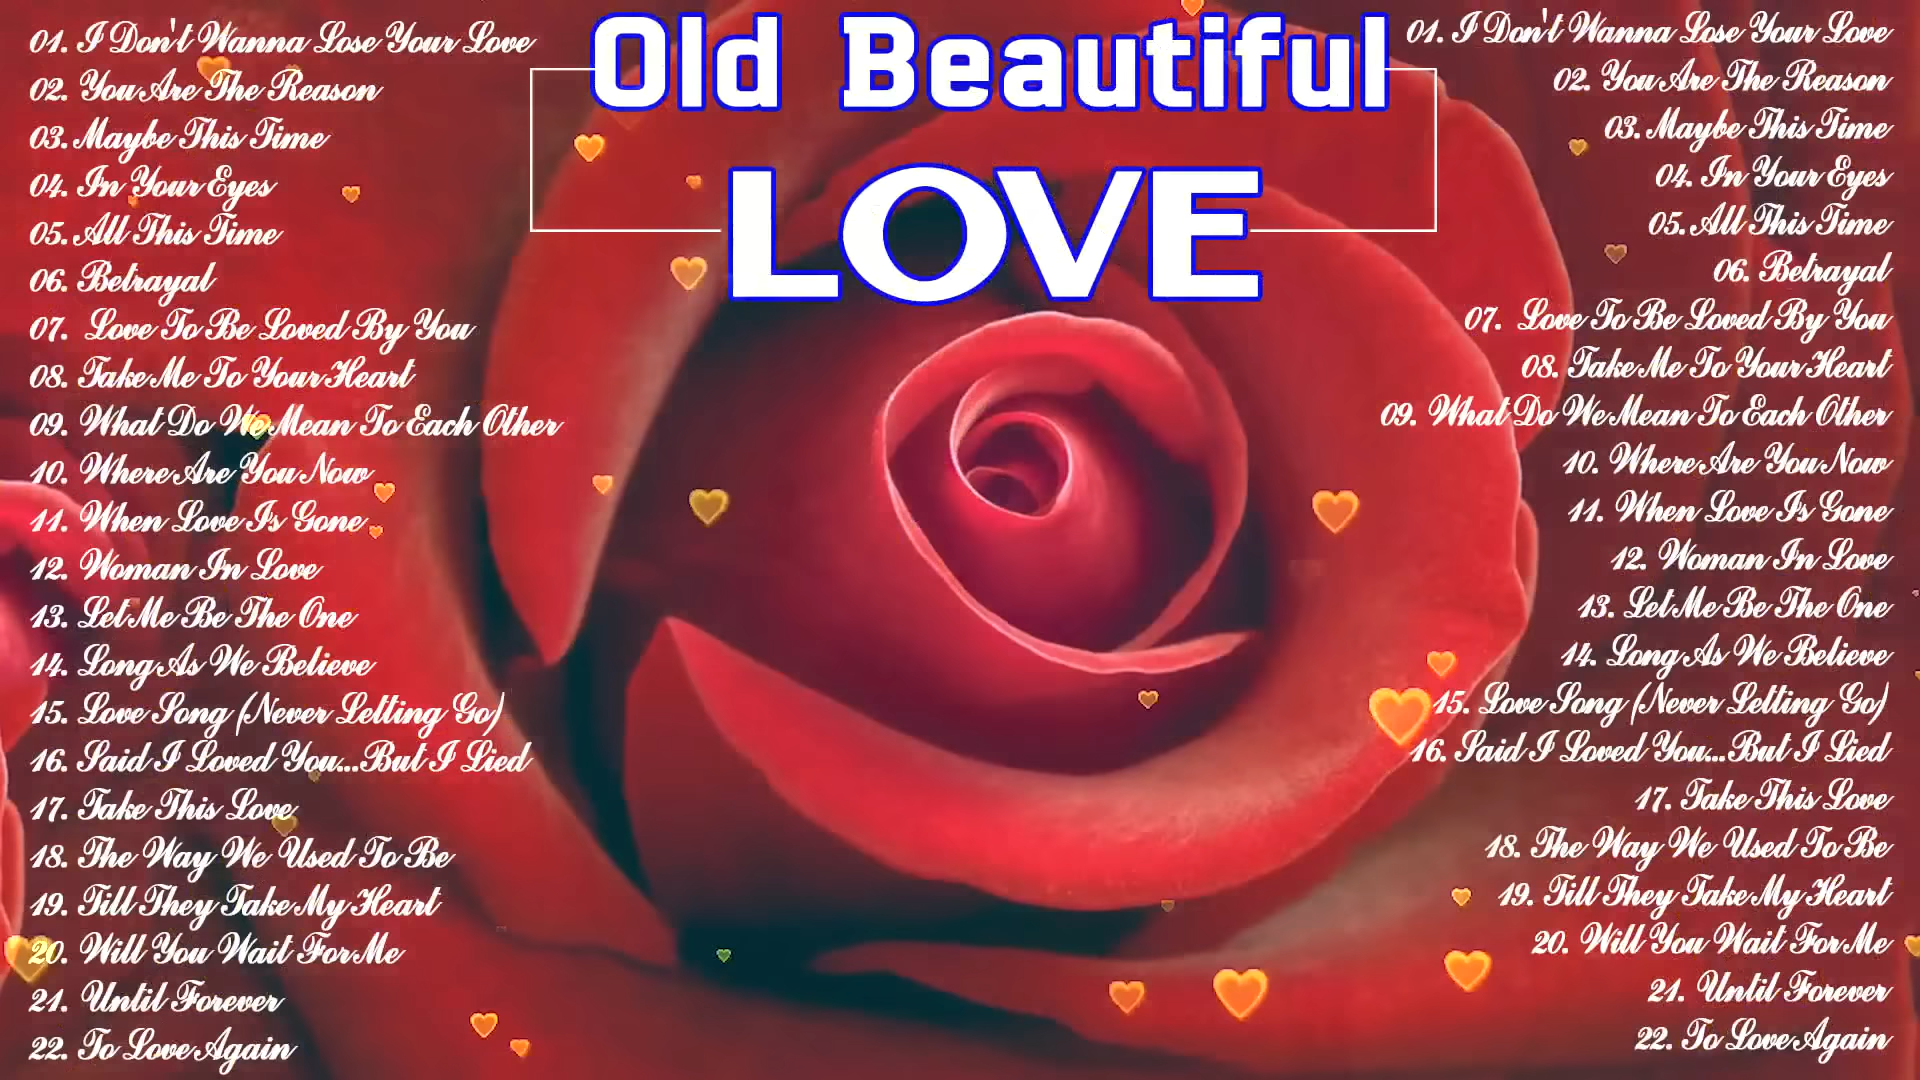 Old Beautiful
LOVE
01. I Don't Wanna Lose Your Love
02. You Are The Reason
03. Maybe This Time
04. In Your Eyes
05. All This Time
06. Betrayal
07. Love To Be Loved By You
08. Take Me To Your Heart
09. What Do We Mean To Each Other
10. Where Are You Now
11. When Love Is Gone
12. Woman In Love
13. Let Me Be The One
14. Long As We Believe
15. Love Song (Never Letting Go)
16. Said I Loved You...But I Lied
17. Take This Love
18. The Way We Used To Be
19. Till They Take My Heart
20. Will You Wait For Me
21. Until Forever
22. To Love Again
01. I Don't Wanna Lose Your Love
02. You Are The Reason
03. Maybe This Time
04. In Your Eyes
05. All This Time
06. Betrayal
07. Love To Be Loved By You
08. Take Me To Your Heart
09. What Do We Mean To Each Other
10. Where Are You Now
11. When Love Is Gone
12. Woman In Love
13. Let Me Be The One
14. Long As We Believe
15. Love Song (Never Letting Go)
16. Said I Loved You...But I Lied
17. Take This Love
18. The Way We Used To Be
19. Till They Take My Heart
20. Will You Wait For Me
21. Until Forever
22. To Love Again